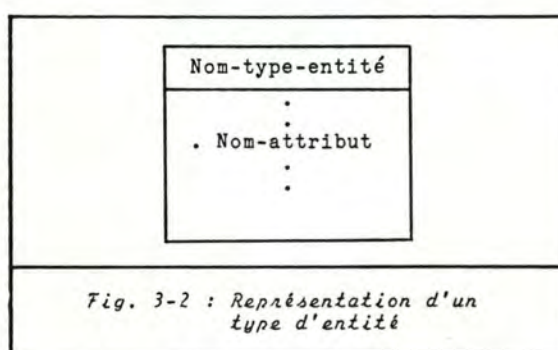 Nom-type-entité
.
.
. Nom-attribut
.
.
Fig. 3-2 : Représentation d'un
type d'entité